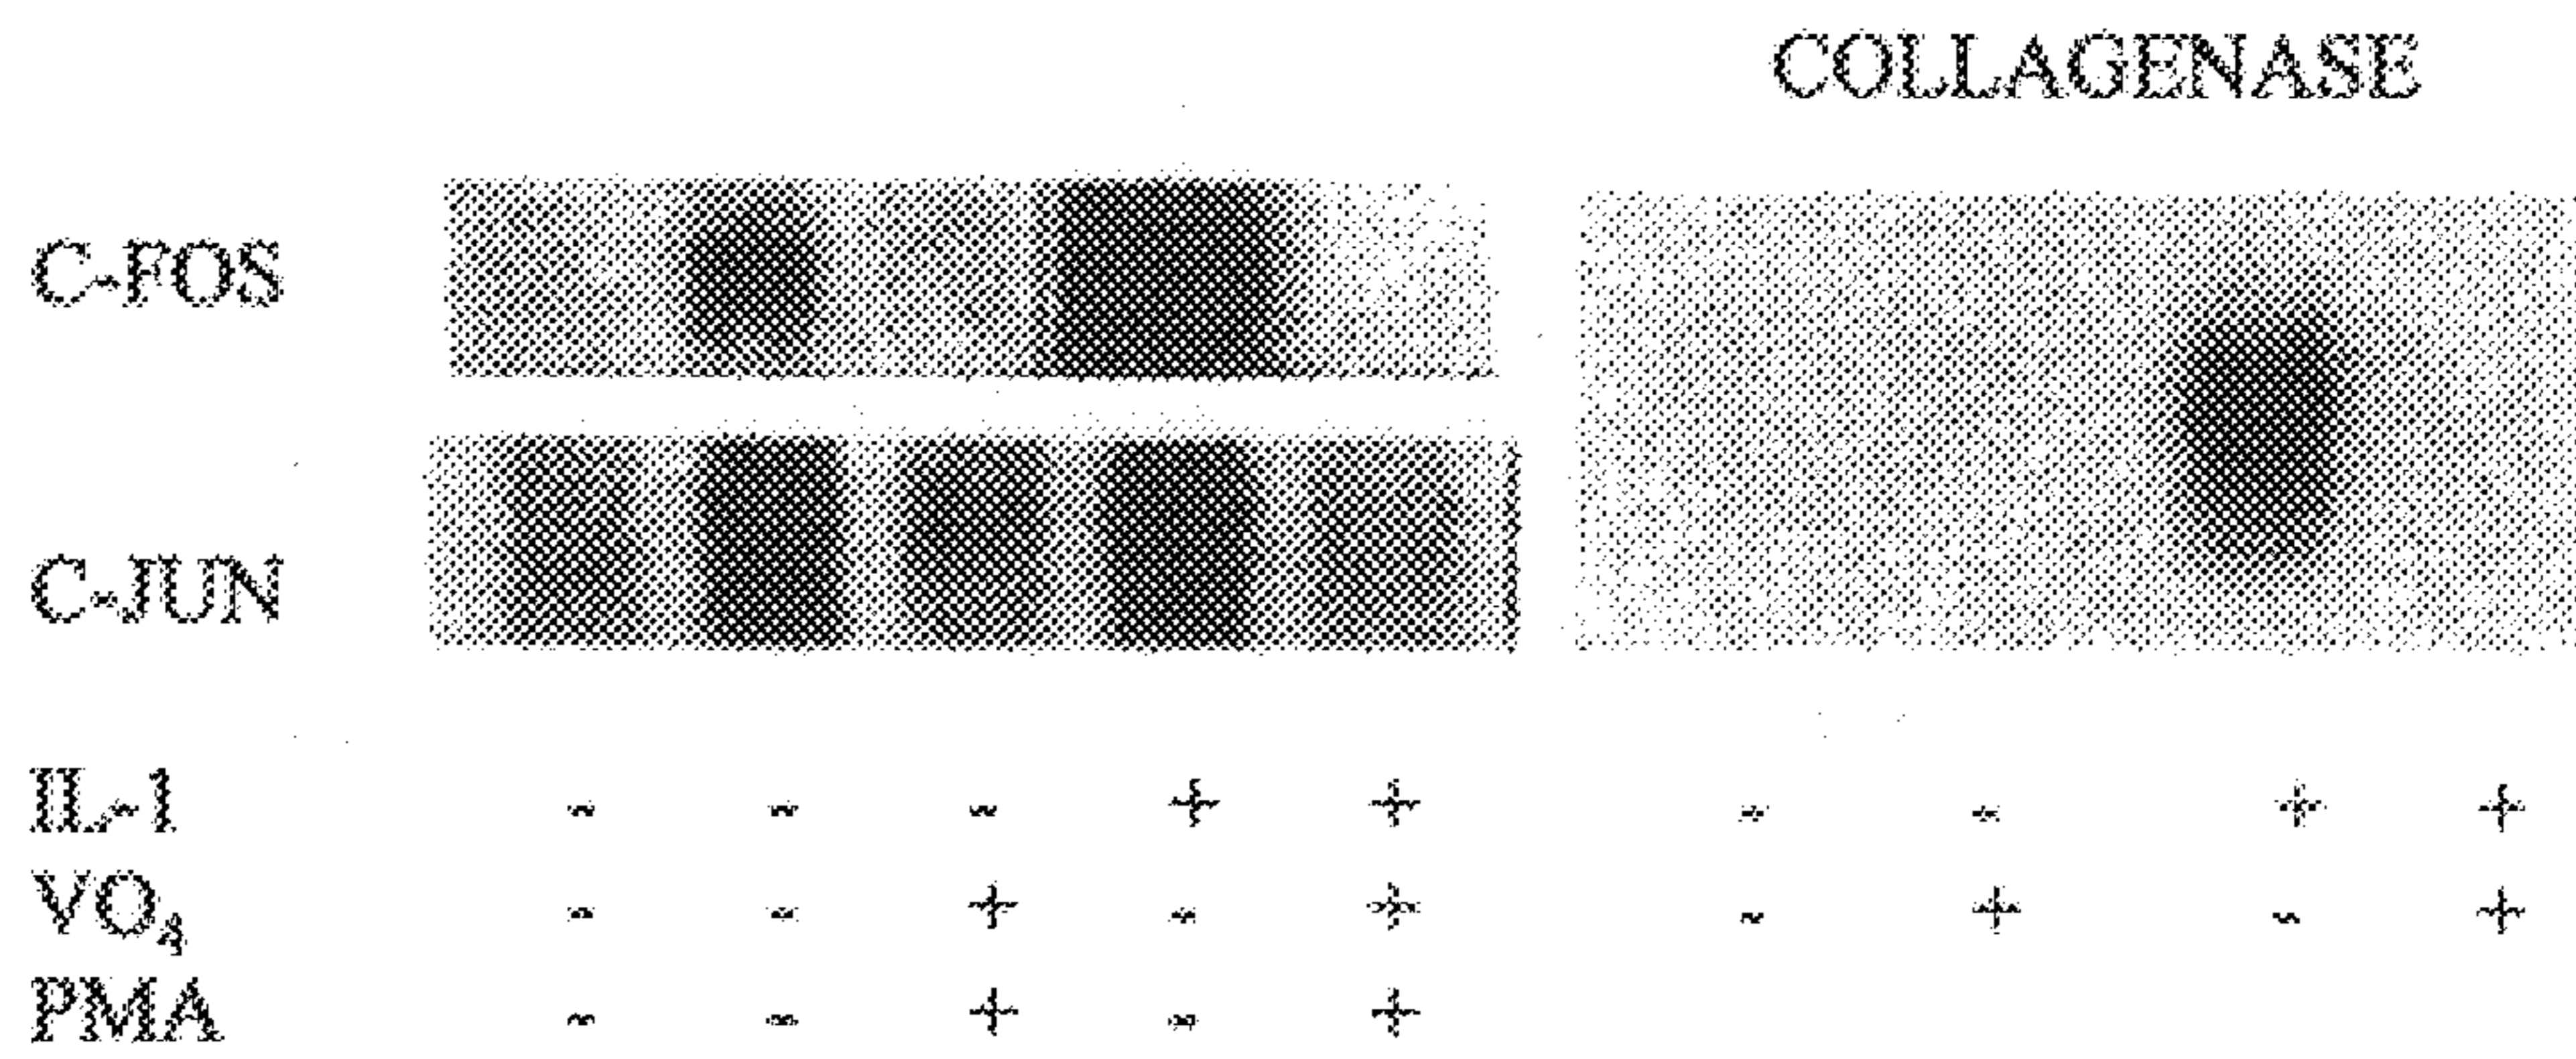 COLLAGENASE
C-FOS
C-JUN
IL-1 - - - + + - - + +
VO₄ - - + - + - + - +
PMA - - + - +